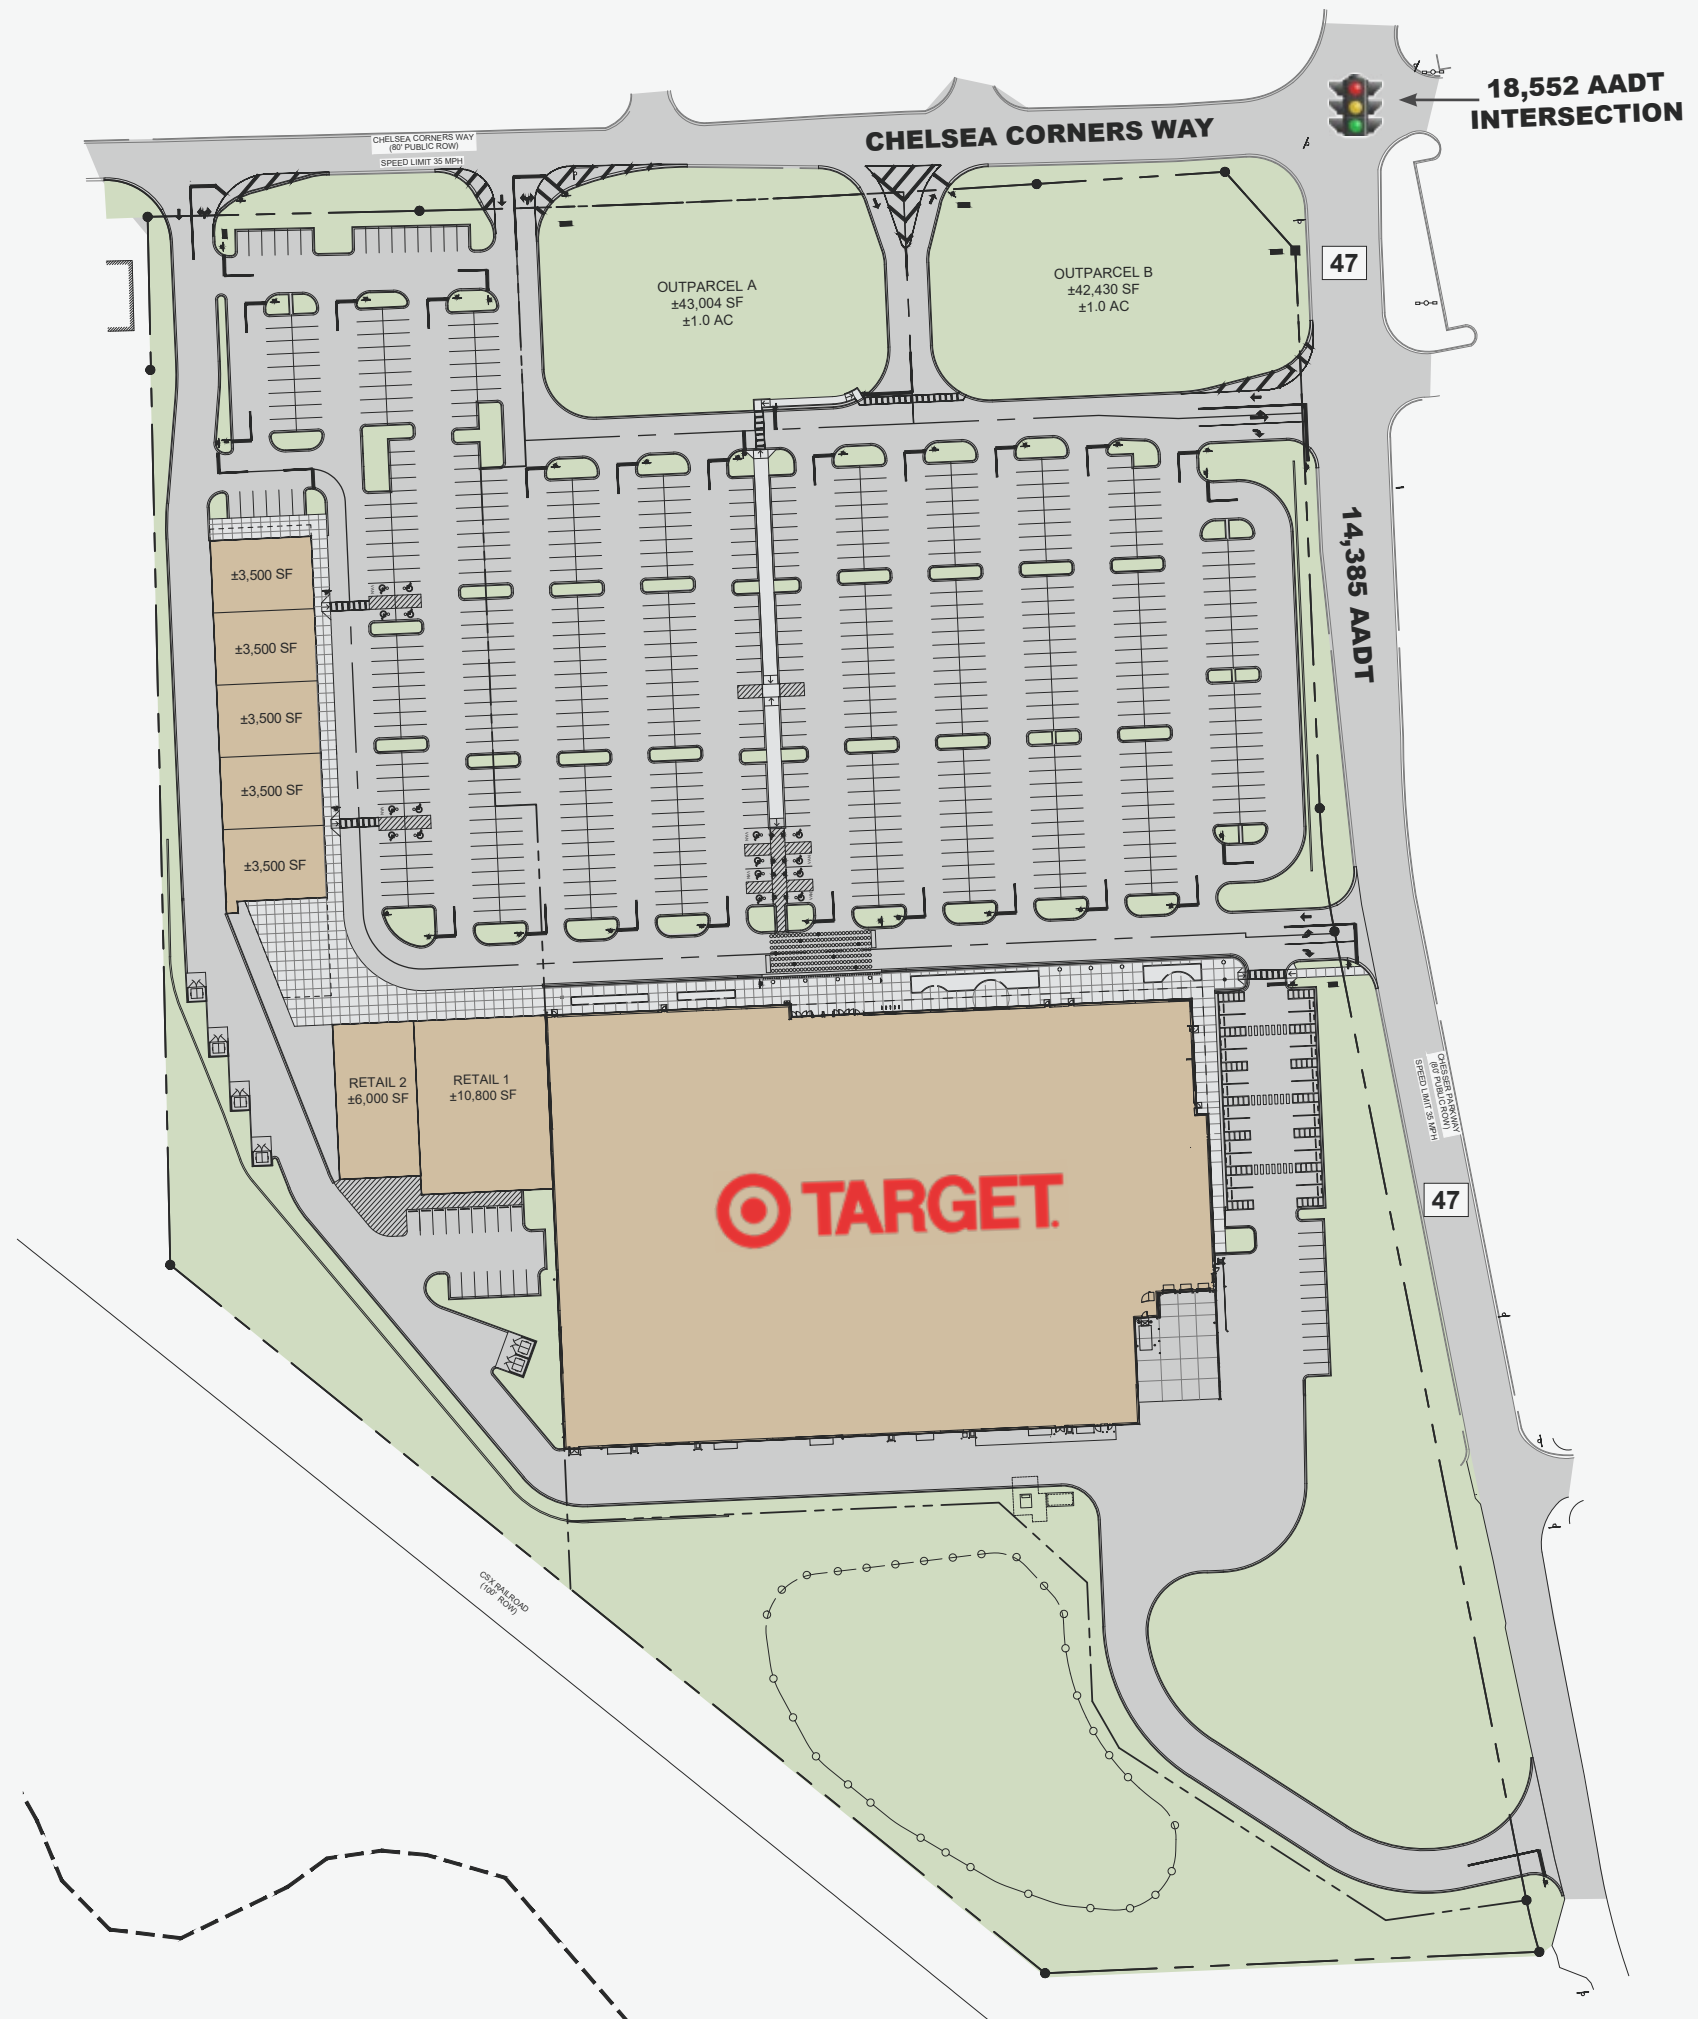 18,552 AADT
INTERSECTION
CHELSEA CORNERS WAY
CHELSEA CORNERS WAY
(80' PUBLIC ROW)
SPEED LIMIT 35 MPH
47
OUTPARCEL A
±43,004 SF
±1.0 AC
OUTPARCEL B
±42,430 SF
±1.0 AC
14,385 AADT
±3,500 SF
±3,500 SF
±3,500 SF
±3,500 SF
±3,500 SF
RETAIL 2
±6,000 SF
RETAIL 1
±10,800 SF
TARGET
CHESSER PARKWAY
(80' PUBLIC ROW)
SPEED LIMIT 35 MPH
47
CSX RAILROAD
(100' ROW)